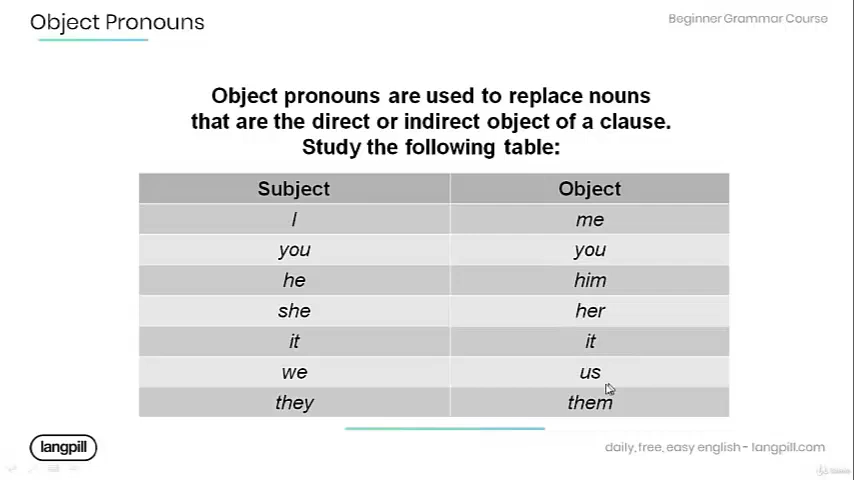 Object Pronouns
Beginner Grammar Course
Object pronouns are used to replace nouns
that are the direct or indirect object of a clause.
Study the following table:
Subject Object
I me
you you
he him
she her
it it
we us
they them
langpill
daily, free, easy english - langpill.com